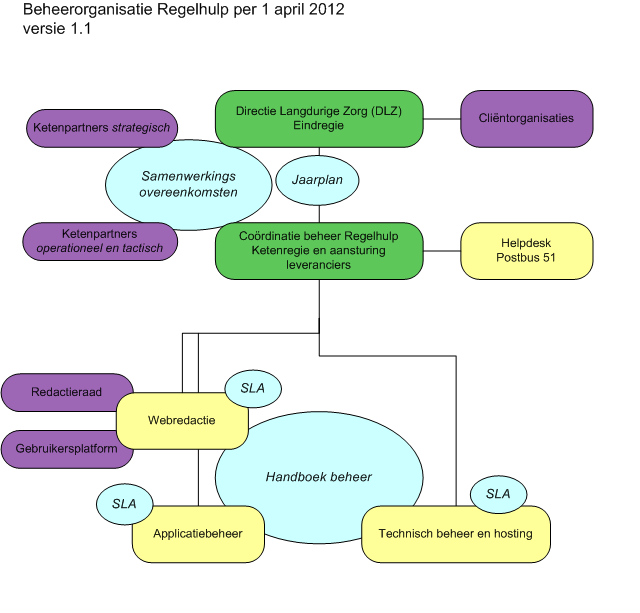 Beheerorganisatie Regelhulp per 1 april 2012
versie 1.1
Directie Langdurige Zorg (DLZ)
Eindregie
Cliëntorganisaties
Ketenpartners strategisch
Samenwerkings
overeenkomsten
Jaarplan
Ketenpartners
operationeel en tactisch
Coördinatie beheer Regelhulp
Ketenregie en aansturing
leveranciers
Helpdesk
Postbus 51
Redactieraad
SLA
Webredactie
Gebruikersplatform
Handboek beheer
SLA
SLA
Applicatiebeheer
Technisch beheer en hosting